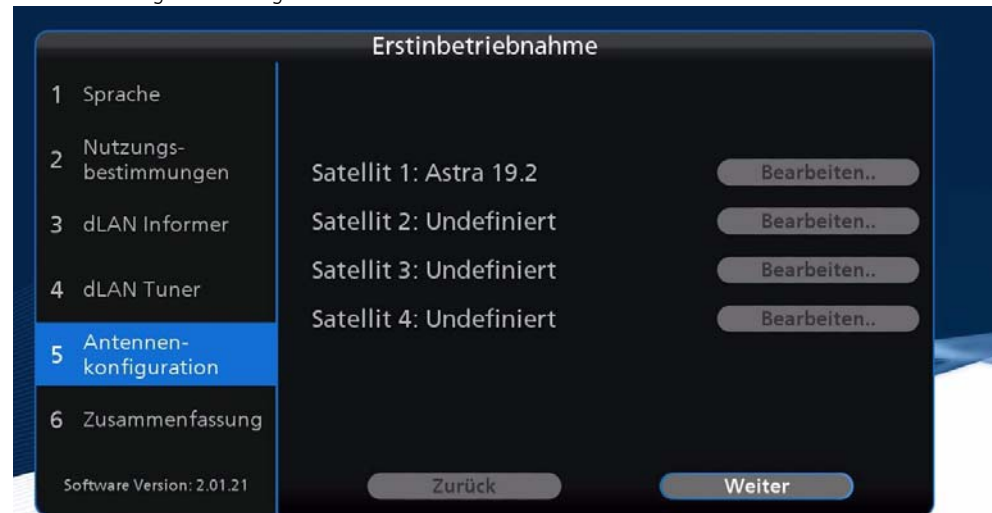 Erstinbetriebnahme
1 Sprache
2 Nutzungs-
bestimmungen
3 dLAN Informer
4 dLAN Tuner
5 Antennen-
konfiguration
6 Zusammenfassung
Software Version: 2.01.21
Satellit 1: Astra 19.2 Bearbeiten..
Satellit 2: Undefiniert Bearbeiten..
Satellit 3: Undefiniert Bearbeiten..
Satellit 4: Undefiniert Bearbeiten..
Zurück Weiter